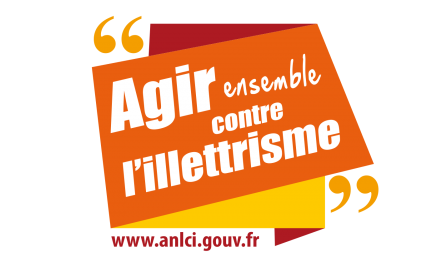 “
Agir ensemble
contre
l'illettrisme
”
www.anlci.gouv.fr